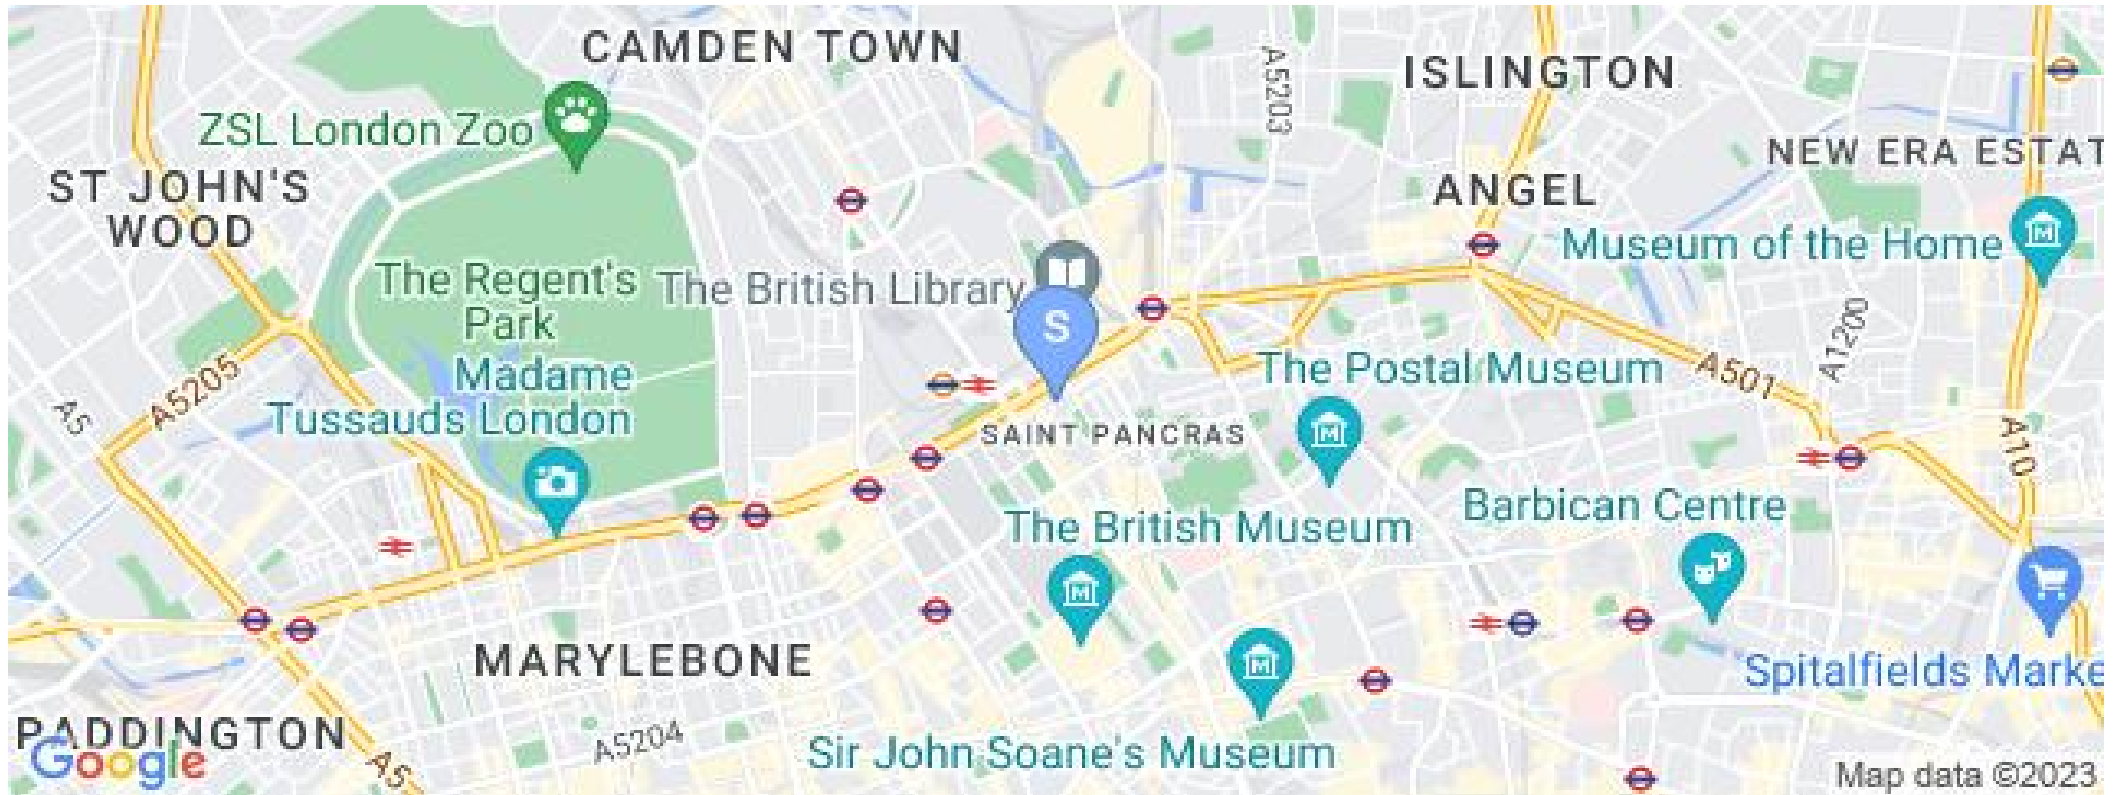 CAMDEN TOWN
ISLINGTON
A5203
ZSL London Zoo
NEW ERA ESTAT
ST JOHN'S
WOOD
ANGEL
Museum of the Home
The Regent's
Park
The British Library
S
A1200
Madame
Tussauds London
The Postal Museum
A501
A5205
A5
SAINT PANCRAS
A10
Barbican Centre
The British Museum
MARYLEBONE
Spitalfields Marke
PADDINGTON
Google
A5
A5204
Sir John Soane's Museum
Map data ©2023